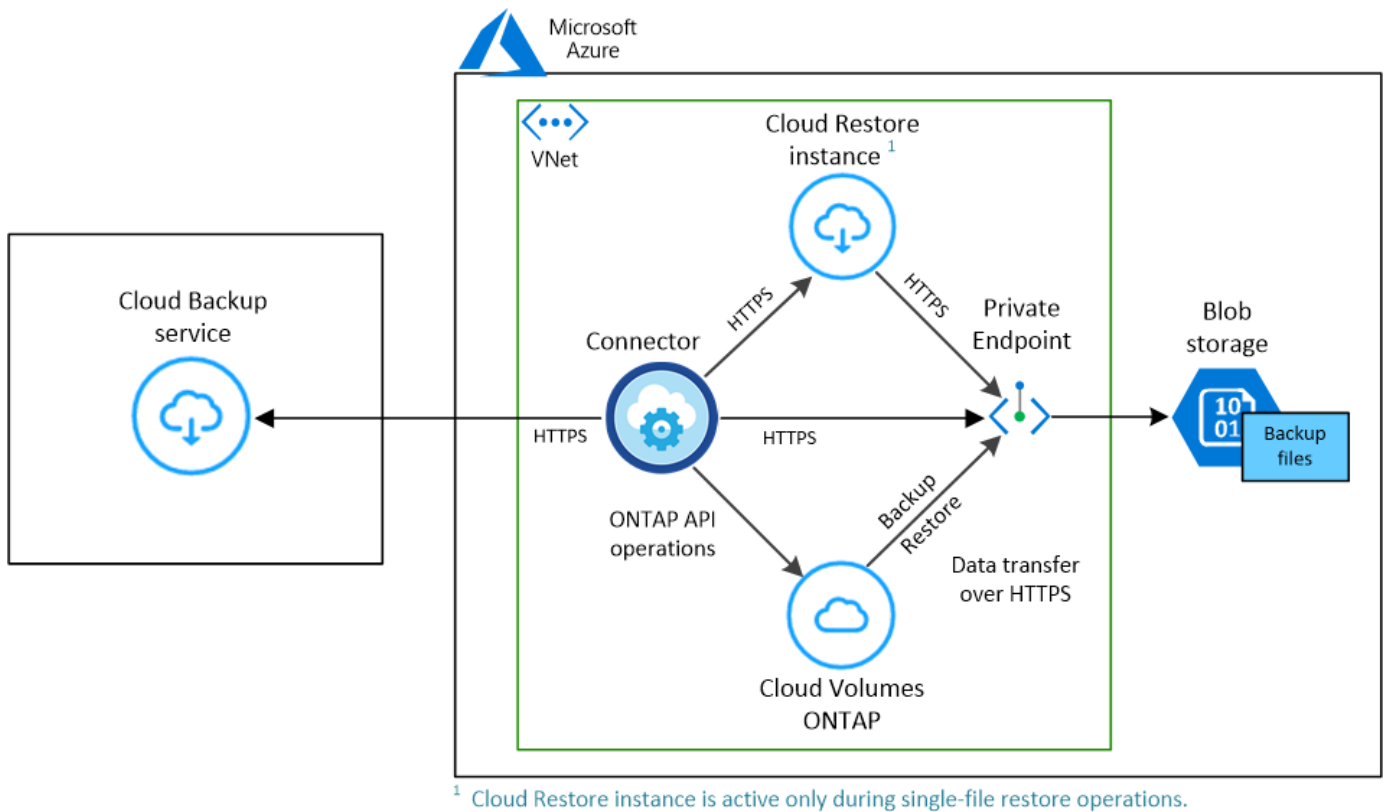 Microsoft
Azure
VNet
Cloud Restore
instance 1
HTTPS
HTTPS
Cloud Backup
service
Connector
Private
Endpoint
Blob
storage
10
01
Backup
files
HTTPS
HTTPS
ONTAP API
operations
Backup
Restore
Data transfer
over HTTPS
Cloud Volumes
ONTAP
1 Cloud Restore instance is active only during single-file restore operations.